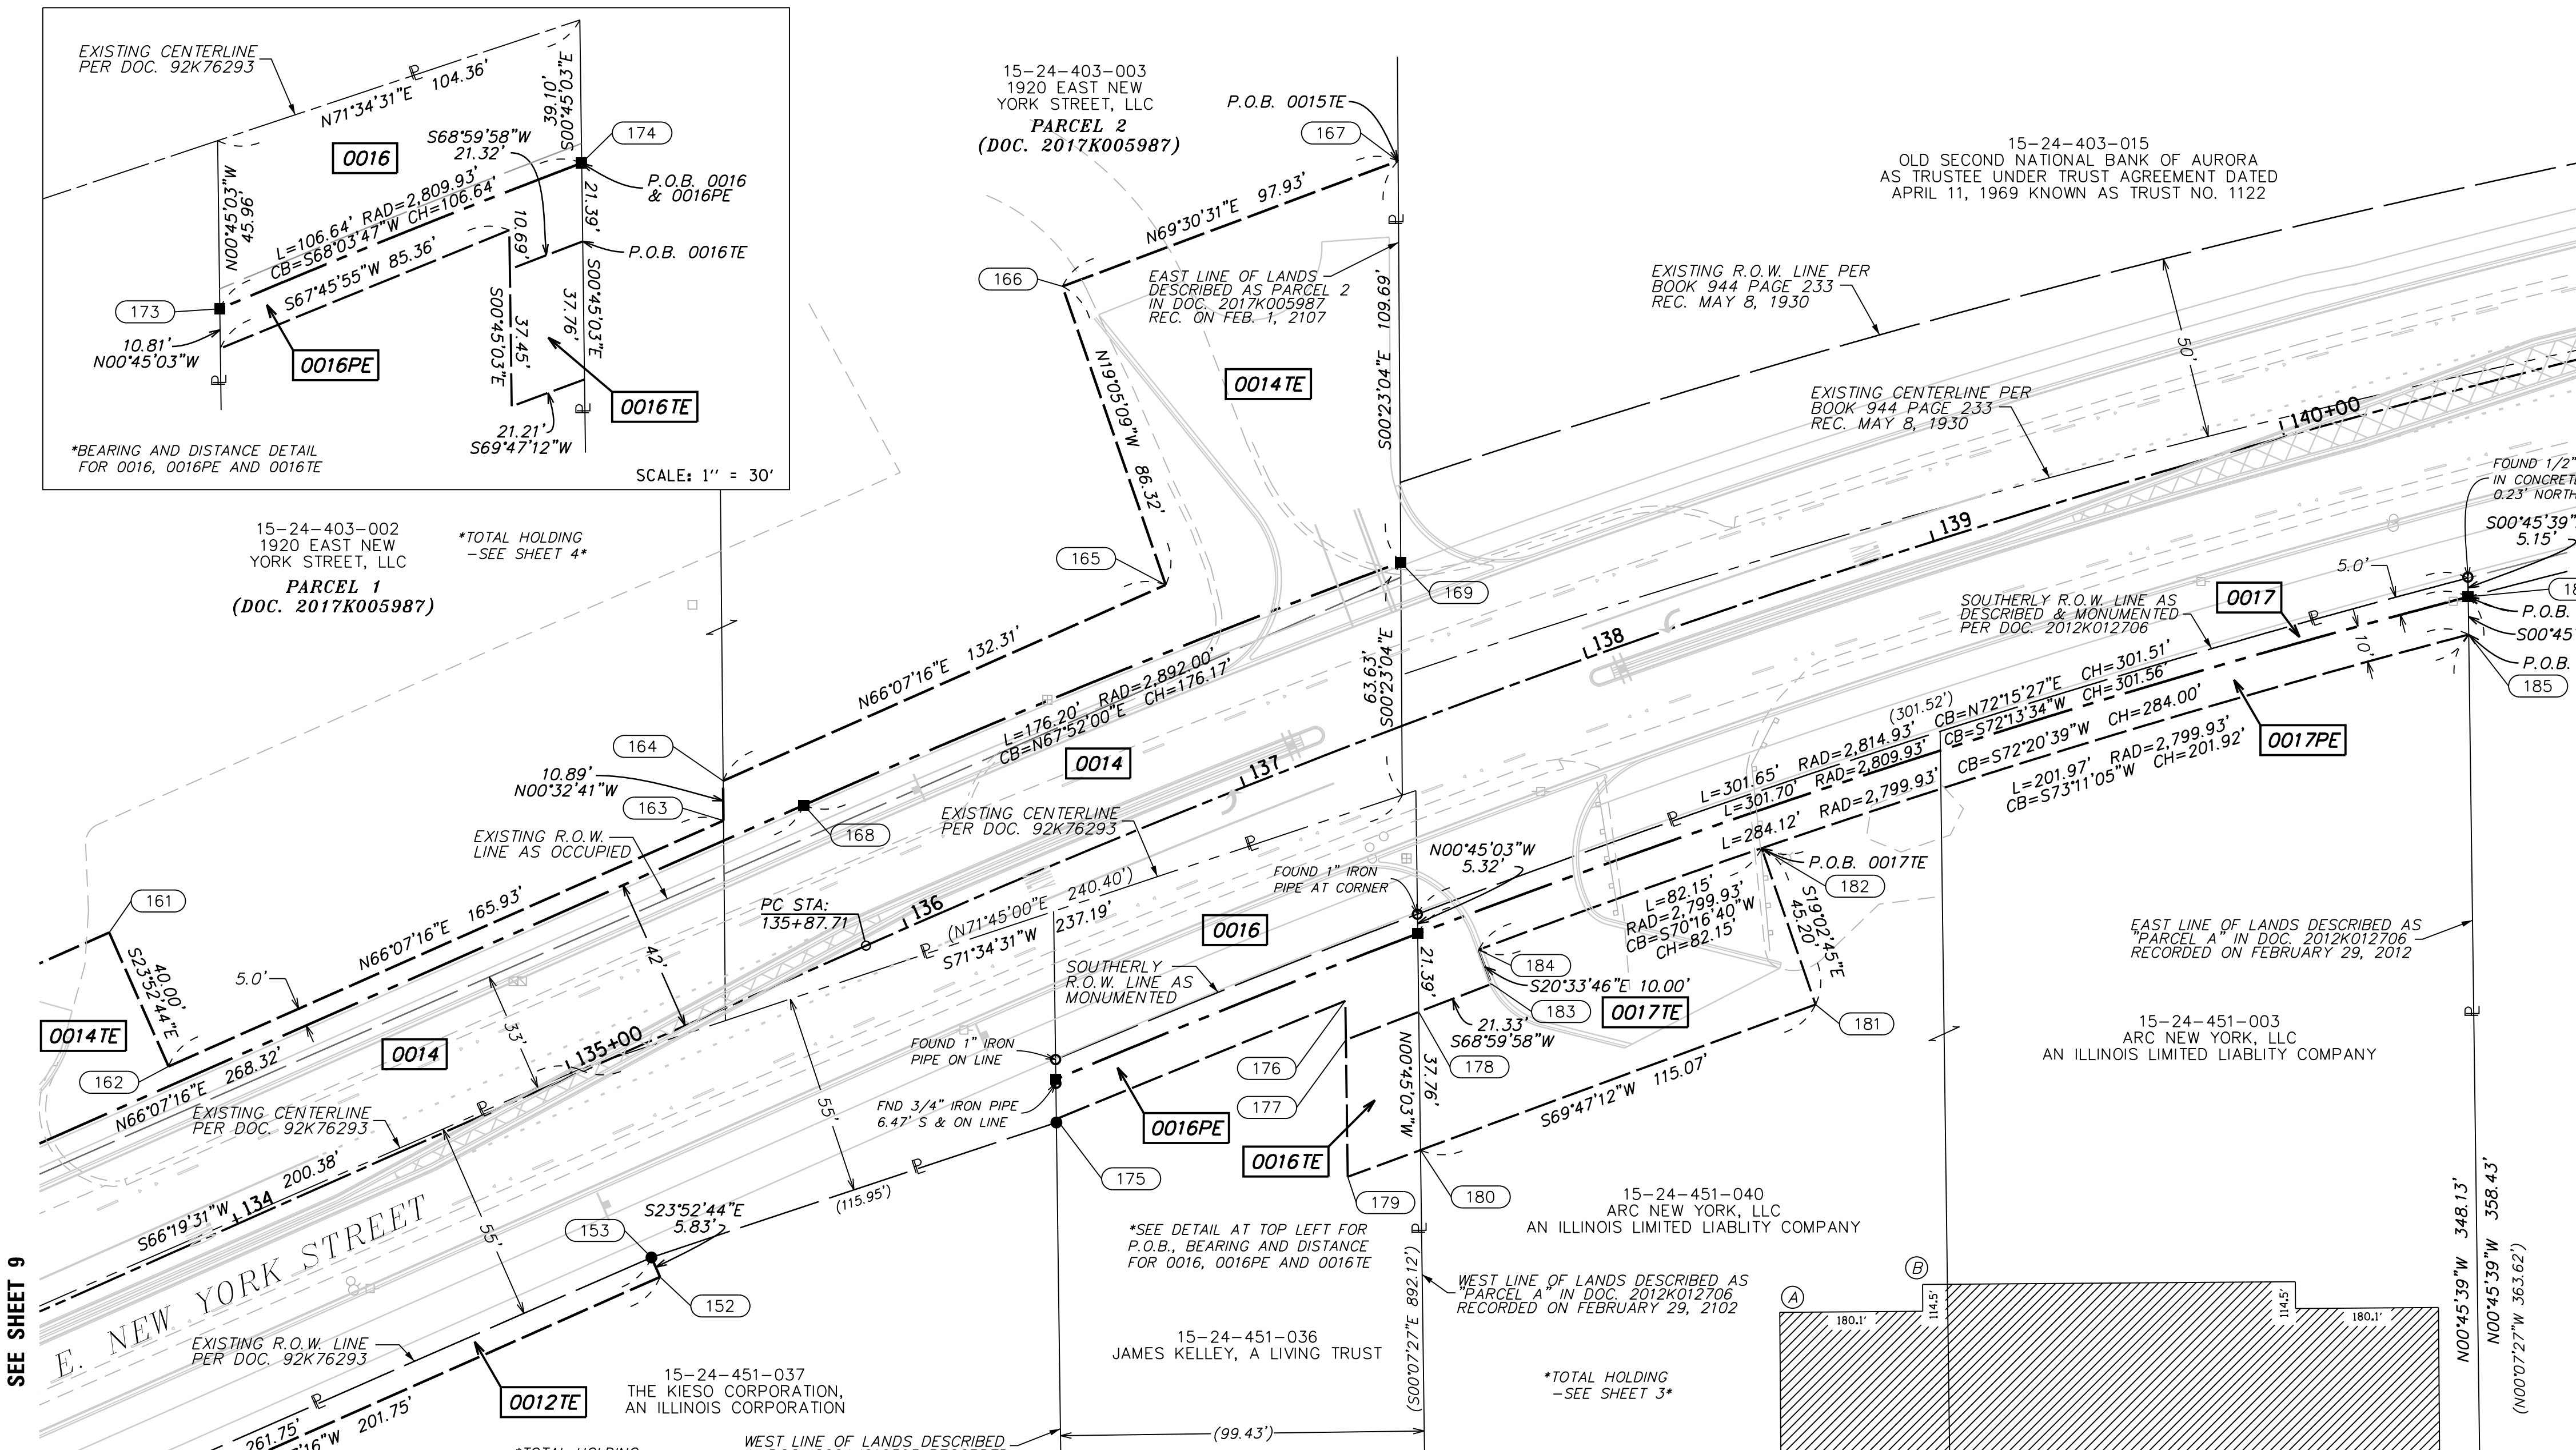 EXISTING CENTERLINE
PER DOC. 92K76293
N71°34'31"E 104.36'
39.10'
S00°45'03"E
0016
S68°59'58"W
21.32'
174
P.O.B. 0016
& 0016PE
N00°45'03"W
45.96'
L=106.64' RAD=2,809.93'
CB=S68°03'47"W CH=106.64'
S67°45'55"W 85.36'
10.69'
21.39'
P.O.B. 0016TE
173
10.81'
N00°45'03"W
0016PE
S00°45'03"E
37.45'
37.76'
S00°45'03"E
0016TE
21.21'
S69°47'12"W
*BEARING AND DISTANCE DETAIL
FOR 0016, 0016PE AND 0016TE
SCALE: 1'' = 30'
15-24-403-003
1920 EAST NEW
YORK STREET, LLC
PARCEL 2
(DOC. 2017K005987)
P.O.B. 0015TE
167
N69°30'31"E 97.93'
166
EAST LINE OF LANDS
DESCRIBED AS PARCEL 2
IN DOC. 2017K005987
REC. ON FEB. 1, 2107
S00°23'04"E 109.69'
0014TE
N19°05'09"W 86.32'
165
15-24-403-015
OLD SECOND NATIONAL BANK OF AURORA
AS TRUSTEE UNDER TRUST AGREEMENT DATED
APRIL 11, 1969 KNOWN AS TRUST NO. 1122
EXISTING R.O.W. LINE PER
BOOK 944 PAGE 233
REC. MAY 8, 1930
50'
EXISTING CENTERLINE PER
BOOK 944 PAGE 233
REC. MAY 8, 1930
140+00
139
138
137
136
135+00
134
FOUND 1/2"
IN CONCRETE
0.23' NORTH
S00°45'39"
5.15'
5.0'
P.O.B.
S00°45
P.O.B.
185
10'
0017
SOUTHERLY R.O.W. LINE AS
DESCRIBED & MONUMENTED
PER DOC. 2012K012706
15-24-403-002
1920 EAST NEW
YORK STREET, LLC
PARCEL 1
(DOC. 2017K005987)
*TOTAL HOLDING
-SEE SHEET 4*
169
63.63'
S00°23'04"E
N66°07'16"E 132.31'
L=176.20' RAD=2,892.00'
CB=N67°52'00"E CH=176.17'
0014
164
10.89'
N00°32'41"W
163
168
EXISTING R.O.W.
LINE AS OCCUPIED
EXISTING CENTERLINE
PER DOC. 92K76293
(301.52')
L=301.65' RAD=2,814.93' CB=N72°15'27"E CH=301.51'
L=301.70' RAD=2,809.93' CB=S72°13'34"W CH=301.56'
L=284.12' RAD=2,799.93' CB=S72°20'39"W CH=284.00'
L=201.97' RAD=2,799.93'
CB=S73°11'05"W CH=201.92'
0017PE
N00°45'03"W
5.32'
FOUND 1" IRON
PIPE AT CORNER
P.O.B. 0017TE
182
L=82.15'
RAD=2,799.93'
CB=S70°16'40"W
CH=82.15'
S19°02'45"E
45.20'
161
S23°52'44"E
40.00'
5.0'
N66°07'16"E 165.93'
42'
PC STA:
135+87.71
(N71°45'00"E 240.40')
S71°34'31"W 237.19'
0016
SOUTHERLY
R.O.W. LINE AS
MONUMENTED
21.39'
184
S20°33'46"E 10.00'
183
0017TE
21.33'
S68°59'58"W
181
EAST LINE OF LANDS DESCRIBED AS
"PARCEL A" IN DOC. 2012K012706
RECORDED ON FEBRUARY 29, 2012
0014TE
162
N66°07'16"E 268.32'
0014
33'
FOUND 1" IRON
PIPE ON LINE
FND 3/4" IRON PIPE
6.47' S & ON LINE
176
177
178
N00°45'03"W
37.76'
S69°47'12"W 115.07'
15-24-451-003
ARC NEW YORK, LLC
AN ILLINOIS LIMITED LIABLITY COMPANY
EXISTING CENTERLINE
PER DOC. 92K76293
55'
0016PE
0016TE
175
179
180
(115.95')
S66°19'31"W 200.38'
55'
S23°52'44"E
5.83'
153
152
*SEE DETAIL AT TOP LEFT FOR
P.O.B., BEARING AND DISTANCE
FOR 0016, 0016PE AND 0016TE
15-24-451-040
ARC NEW YORK, LLC
AN ILLINOIS LIMITED LIABLITY COMPANY
WEST LINE OF LANDS DESCRIBED AS
"PARCEL A" IN DOC. 2012K012706
RECORDED ON FEBRUARY 29, 2102
(S00°07'27"E 892.12')
A
B
180.1'
114.5'
114.5'
180.1'
N00°45'39"W 348.13'
N00°45'39"W 358.43'
(N00°07'27"W 363.62')
SEE SHEET 9
E. NEW YORK STREET
EXISTING R.O.W. LINE
PER DOC. 92K76293
0012TE
261.75'
16"W 201.75'
15-24-451-037
THE KIESO CORPORATION,
AN ILLINOIS CORPORATION
15-24-451-036
JAMES KELLEY, A LIVING TRUST
*TOTAL HOLDING
-SEE SHEET 3*
*TOTAL HOLDING
WEST LINE OF LANDS DESCRIBED
(99.43')